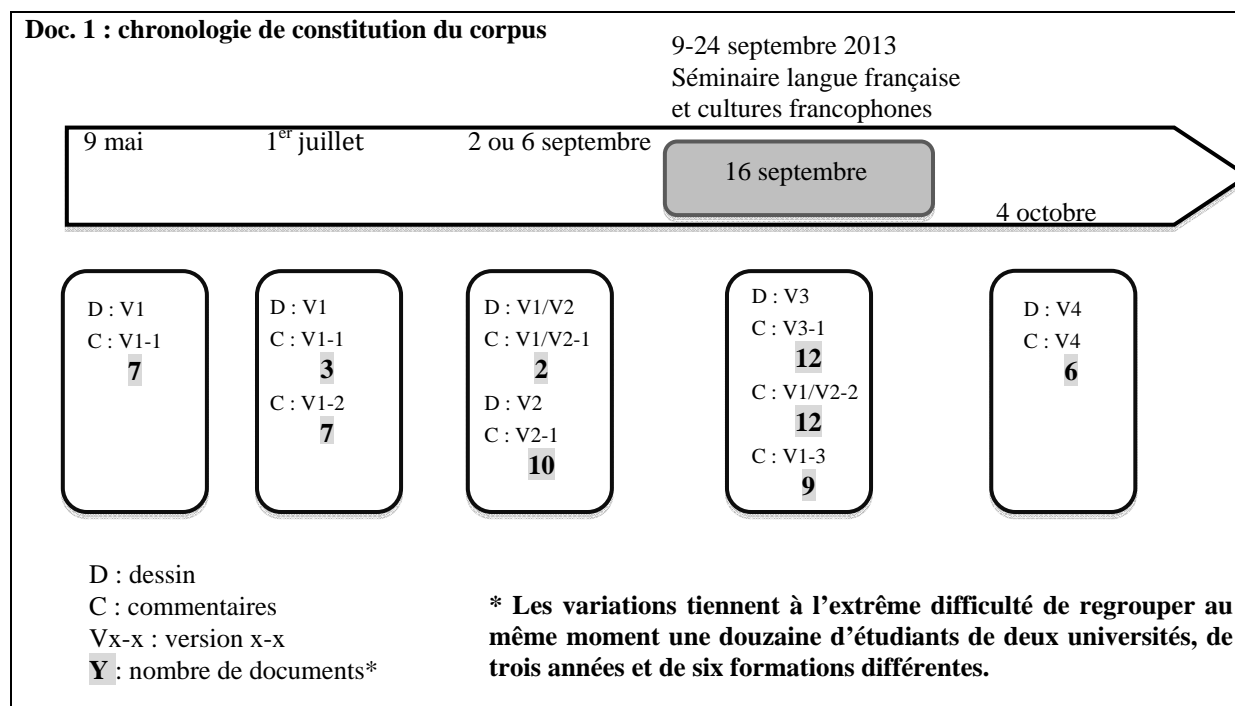 Doc. 1 : chronologie de constitution du corpus
9-24 septembre 2013
Séminaire langue française
et cultures francophones
9 mai
1er juillet
2 ou 6 septembre
16 septembre
4 octobre
D : V1
C : V1-1
7
D : V1
C : V1-1
3
C : V1-2
7
D : V1/V2
C : V1/V2-1
2
D : V2
C : V2-1
10
D : V3
C : V3-1
12
C : V1/V2-2
12
C : V1-3
9
D : V4
C : V4
6
D : dessin
C : commentaires
Vx-x : version x-x
Y : nombre de documents*
* Les variations tiennent à l’extrême difficulté de regrouper au
même moment une douzaine d’étudiants de deux universités, de
trois années et de six formations différentes.